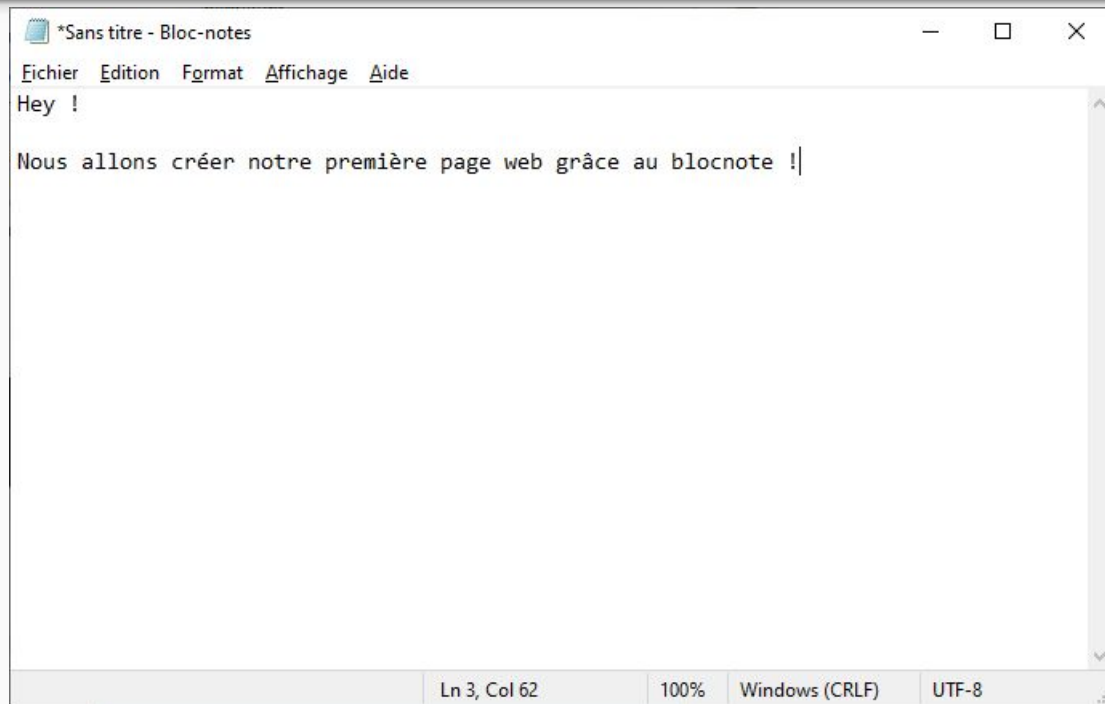 *Sans titre - Bloc-notes
Fichier Edition Format Affichage Aide
Hey !
Nous allons créer notre première page web grâce au blocnote !
Ln 3, Col 62 100% Windows (CRLF) UTF-8